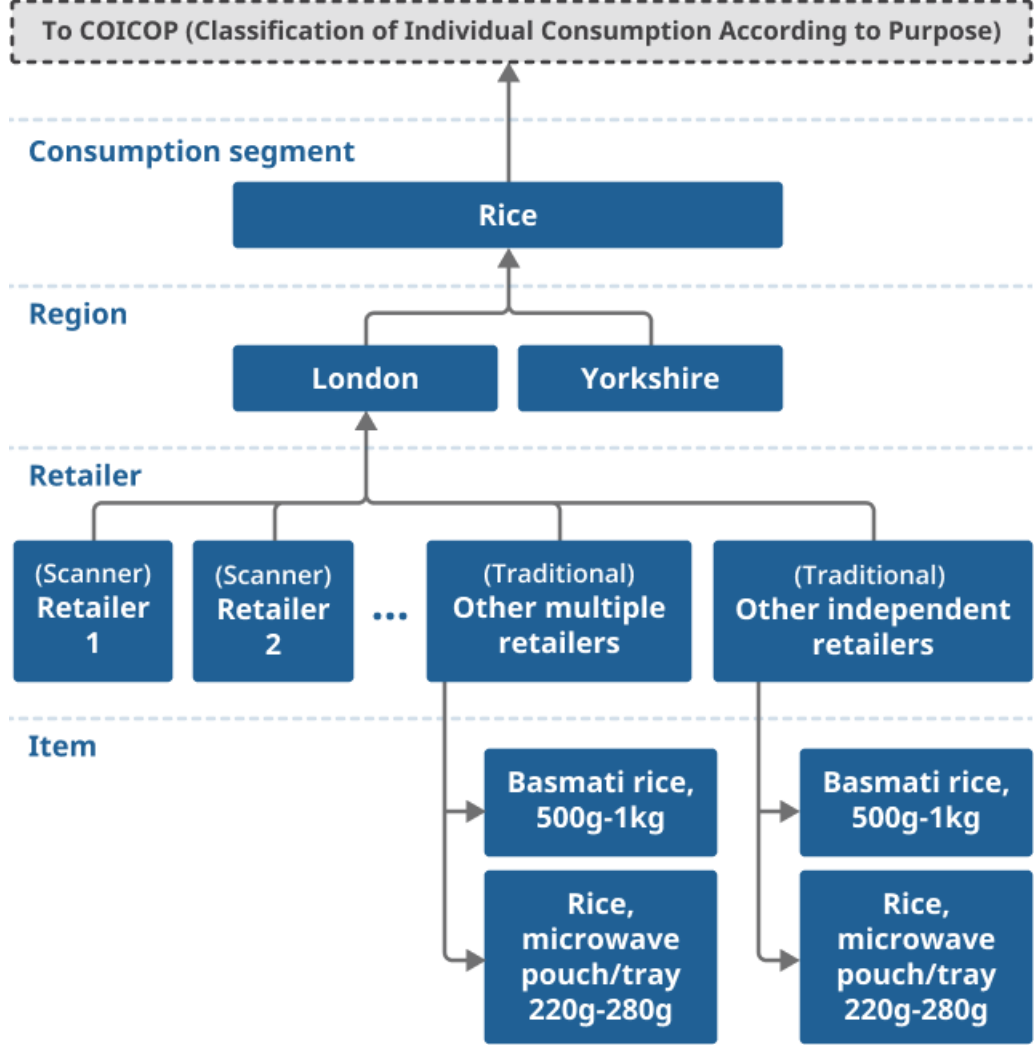 To COICOP (Classification of Individual Consumption According to Purpose)
Consumption segment
Rice
Region
London
Yorkshire
Retailer
(Scanner)
Retailer
1
(Scanner)
Retailer
2
...
(Traditional)
Other multiple
retailers
(Traditional)
Other independent
retailers
Item
Basmati rice,
500g-1kg
Basmati rice,
500g-1kg
Rice,
microwave
pouch/tray
220g-280g
Rice,
microwave
pouch/tray
220g-280g